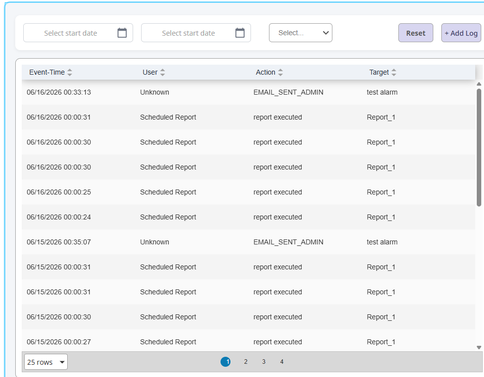 Select start date Select start date Select... Reset + Add Log
Event-Time User Action Target
06/16/2026 00:33:13 Unknown EMAIL_SENT_ADMIN test alarm
06/16/2026 00:00:31 Scheduled Report report executed Report_1
06/16/2026 00:00:30 Scheduled Report report executed Report_1
06/16/2026 00:00:30 Scheduled Report report executed Report_1
06/16/2026 00:00:25 Scheduled Report report executed Report_1
06/16/2026 00:00:24 Scheduled Report report executed Report_1
06/15/2026 00:35:07 Unknown EMAIL_SENT_ADMIN test alarm
06/15/2026 00:00:31 Scheduled Report report executed Report_1
06/15/2026 00:00:31 Scheduled Report report executed Report_1
06/15/2026 00:00:30 Scheduled Report report executed Report_1
06/15/2026 00:00:27 Scheduled Report report executed Report_1
25 rows 1 2 3 4